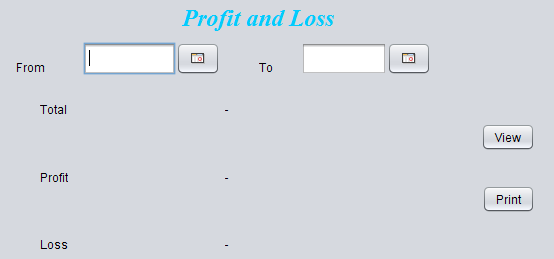 Profit and Loss
From To
Total -
View
Profit -
Print
Loss -